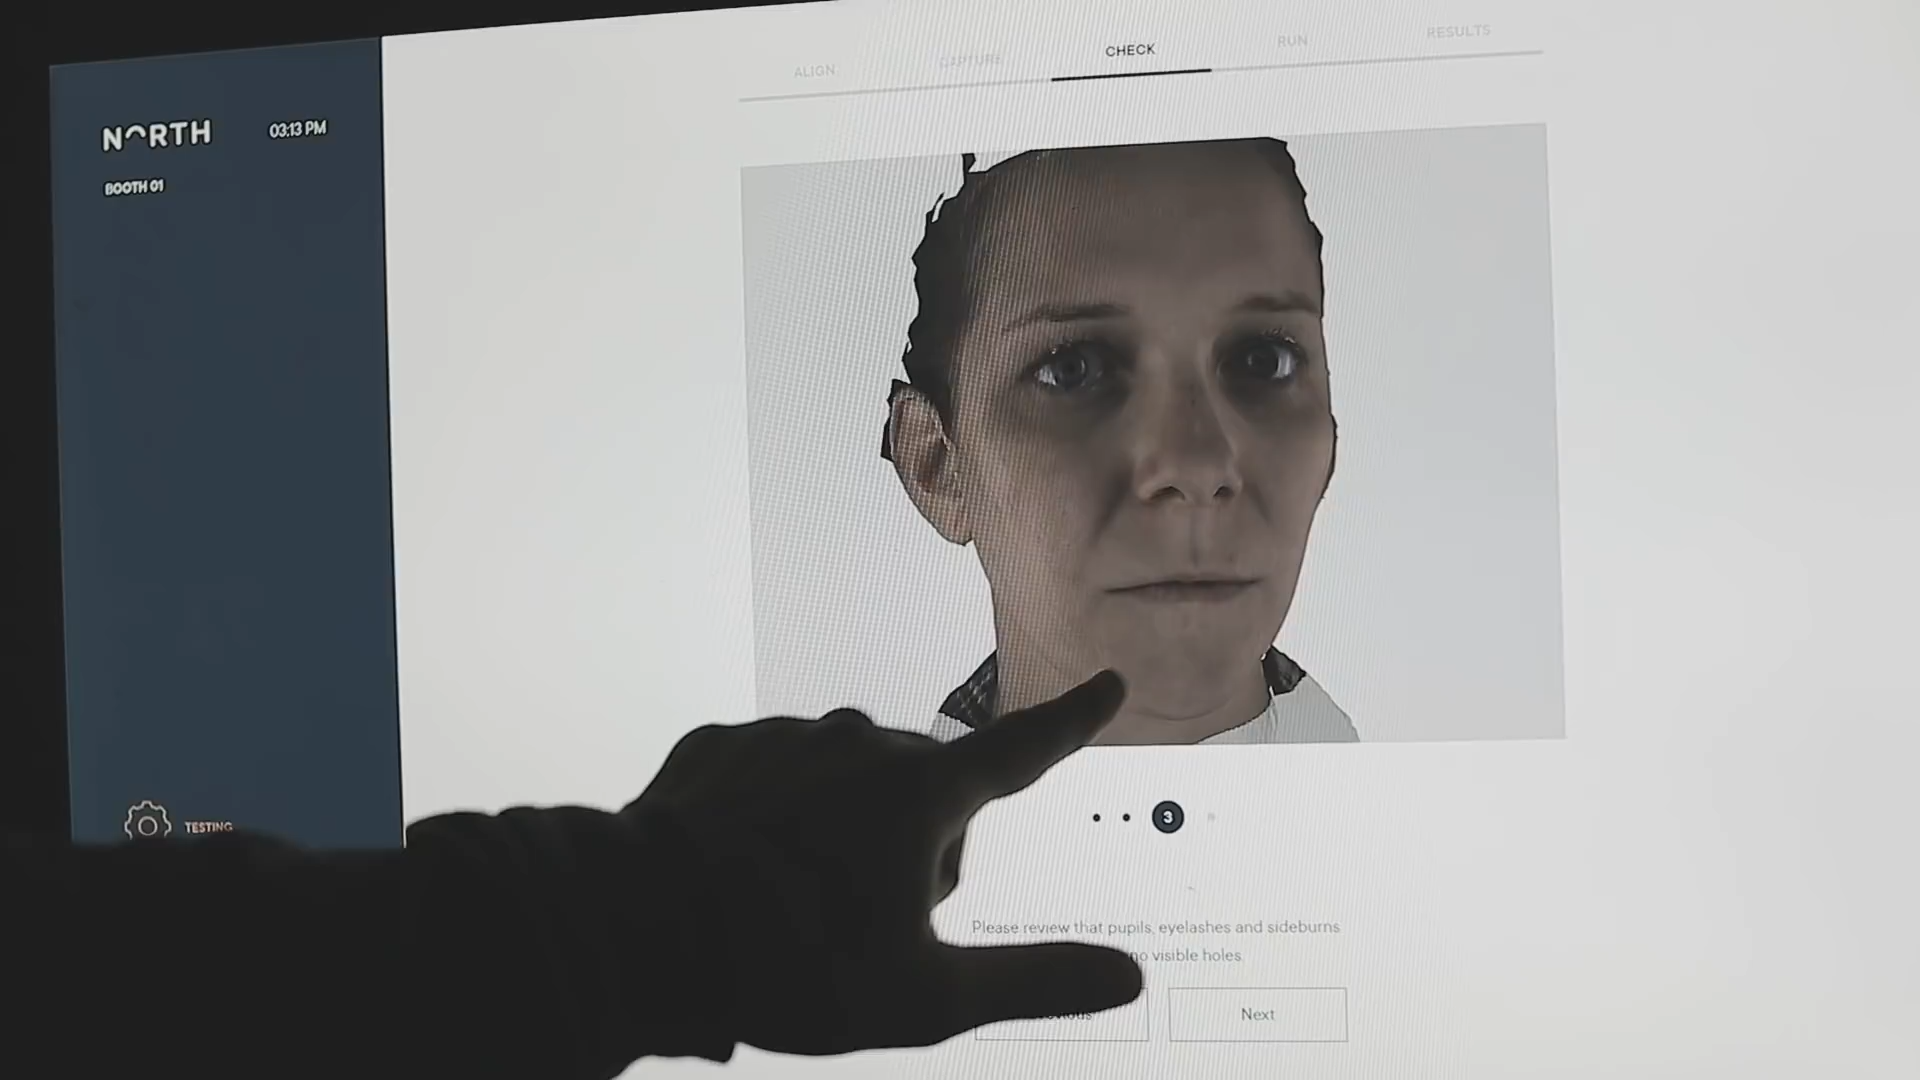 ALIGN CAPTURE CHECK RUN RESULTS
NORTH 03:13 PM
BOOTH 01
3
TESTING
Please review that pupils, eyelashes and sideburns
no visible holes.
Next